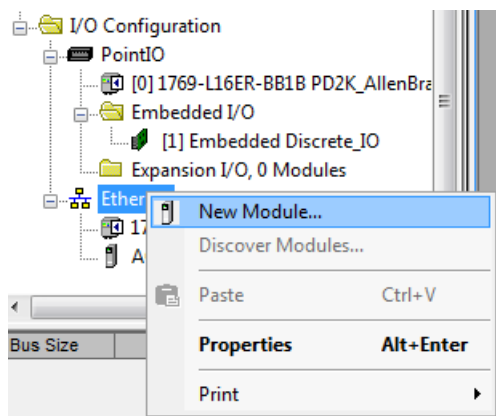 I/O Configuration
PointIO
[0] 1769-L16ER-BB1B PD2K_AllenBra
Embedded I/O
[1] Embedded Discrete_IO
Expansion I/O, 0 Modules
Ether
New Module...
17
Discover Modules...
A
Paste Ctrl+V
Bus Size
Properties Alt+Enter
Print